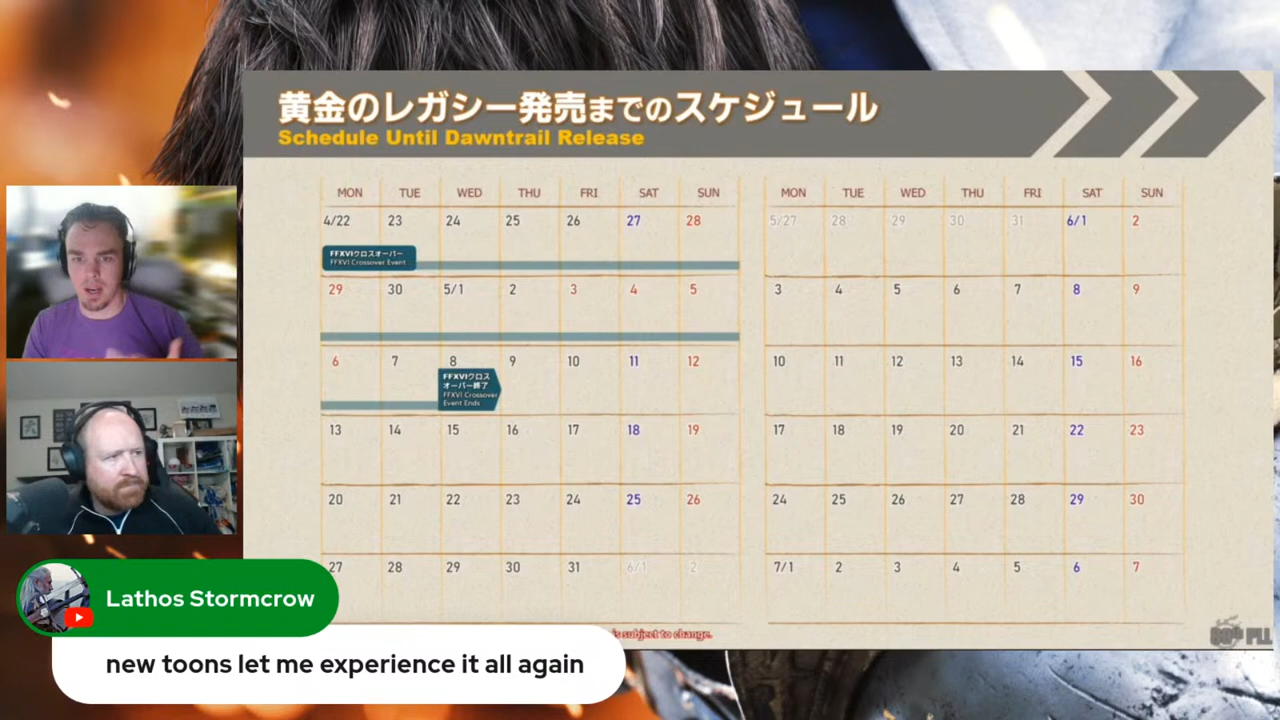 黄金のレガシー発売までのスケジュール
Schedule Until Dawntrail Release
MON TUE WED THU FRI SAT SUN
4/22 23 24 25 26 27 28
FFXVIクロスオーバー
FFXVI Crossover Event
29 30 5/1 2 3 4 5
6 7 8 9 10 11 12
FFXVIクロス
オーバー終了
FFXVI Crossover
Event Ends
13 14 15 16 17 18 19
20 21 22 23 24 25 26
27 28 29 30 31 6/1 2
MON TUE WED THU FRI SAT SUN
5/27 28 29 30 31 6/1 2
3 4 5 6 7 8 9
10 11 12 13 14 15 16
17 18 19 20 21 22 23
24 25 26 27 28 29 30
7/1 2 3 4 5 6 7
is subject to change.
PLL
Lathos Stormcrow
new toons let me experience it all again